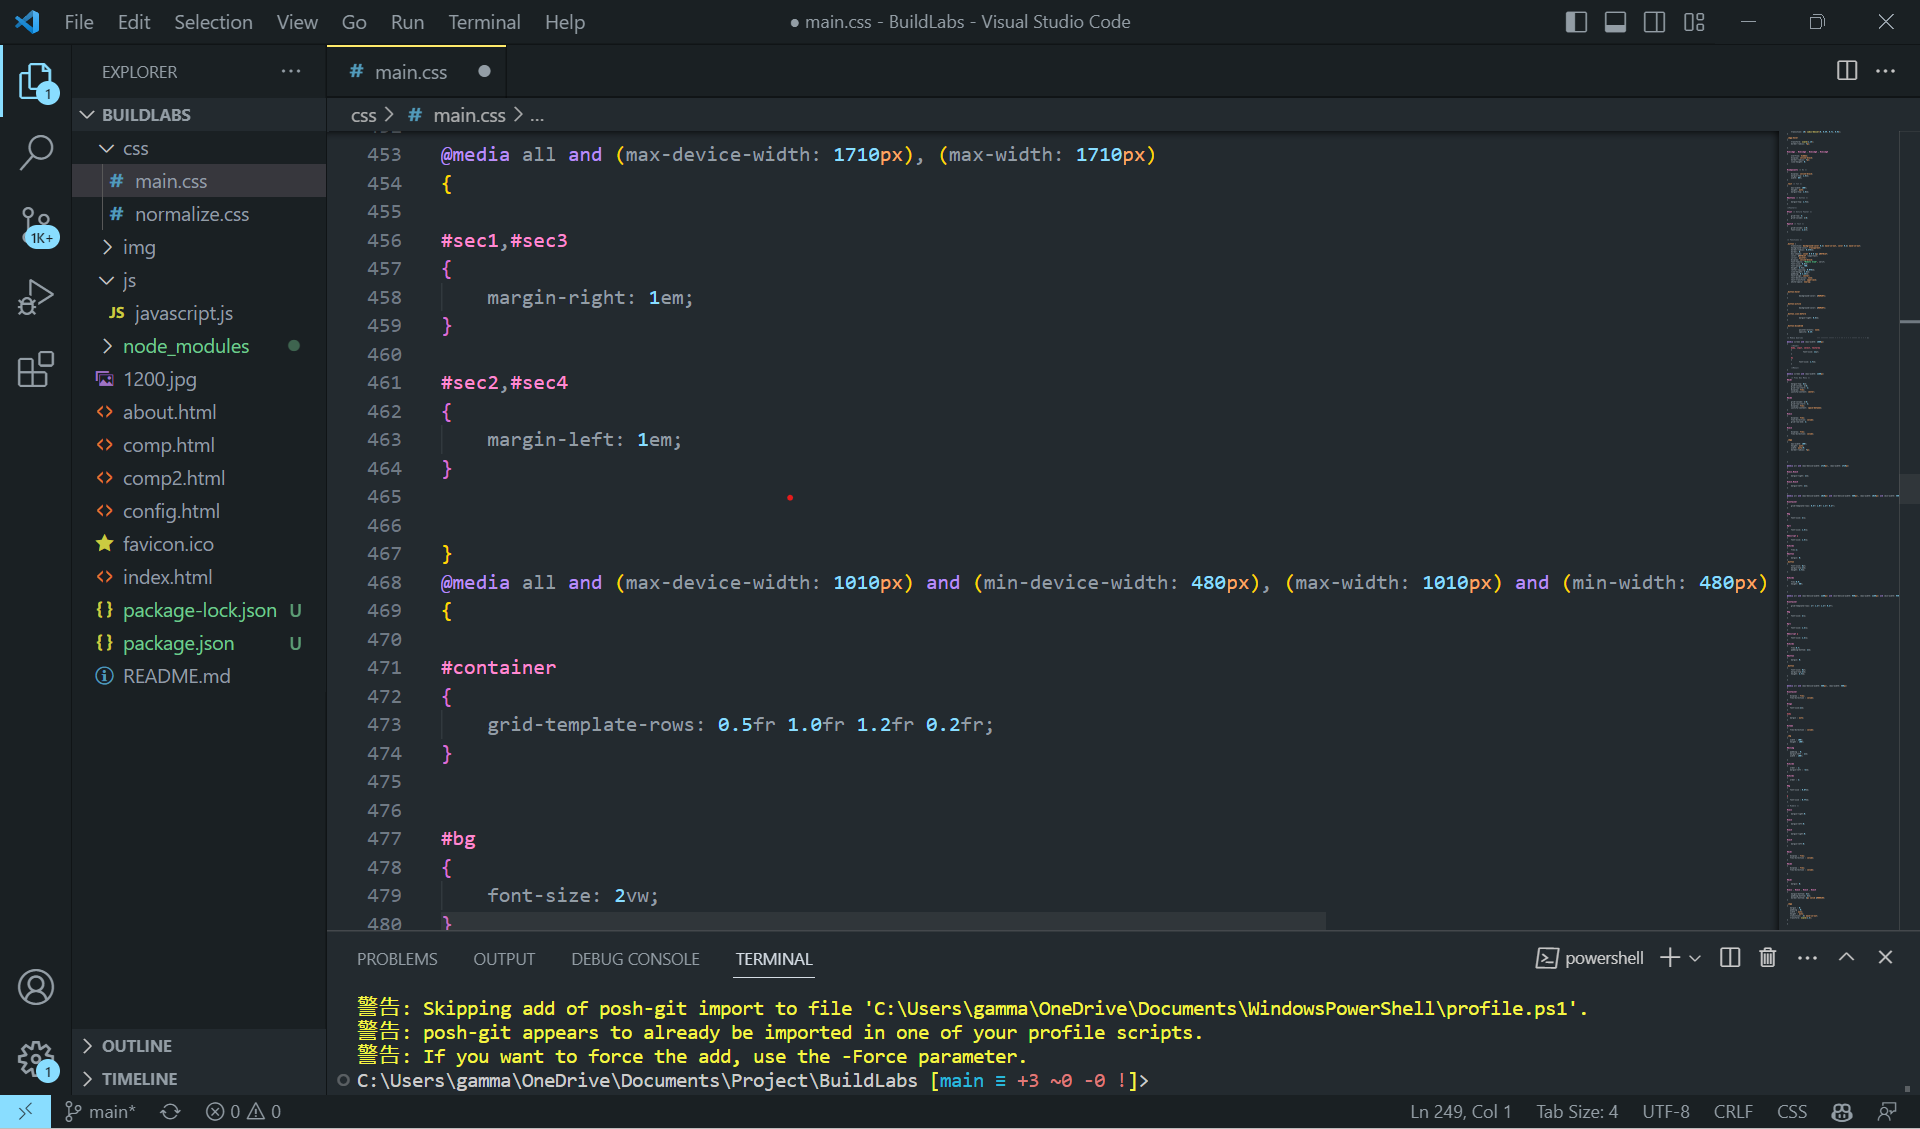 File Edit Selection View Go Run Terminal Help
● main.css - BuildLabs - Visual Studio Code
EXPLORER
BUILDLABS
css
# main.css
# normalize.css
img
js
JS javascript.js
node_modules
1200.jpg
about.html
comp.html
comp2.html
config.html
favicon.ico
index.html
{} package-lock.json U
{} package.json U
README.md
OUTLINE
TIMELINE
1
1K+
1
# main.css
css > # main.css > ...
453 @media all and (max-device-width: 1710px), (max-width: 1710px)
454 {
455
456 #sec1,#sec3
457 {
458 margin-right: 1em;
459 }
460
461 #sec2,#sec4
462 {
463 margin-left: 1em;
464 }
465
466
467 }
468 @media all and (max-device-width: 1010px) and (min-device-width: 480px), (max-width: 1010px) and (min-width: 480px)
469 {
470
471 #container
472 {
473 grid-template-rows: 0.5fr 1.0fr 1.2fr 0.2fr;
474 }
475
476
477 #bg
478 {
479 font-size: 2vw;
480 }
PROBLEMS OUTPUT DEBUG CONSOLE TERMINAL
powershell
警告: Skipping add of posh-git import to file 'C:\Users\gamma\OneDrive\Documents\WindowsPowerShell\profile.ps1'.
警告: posh-git appears to already be imported in one of your profile scripts.
警告: If you want to force the add, use the -Force parameter.
C:\Users\gamma\OneDrive\Documents\Project\BuildLabs [main ≡ +3 ~0 -0 !]>
main* 0 0
Ln 249, Col 1 Tab Size: 4 UTF-8 CRLF CSS